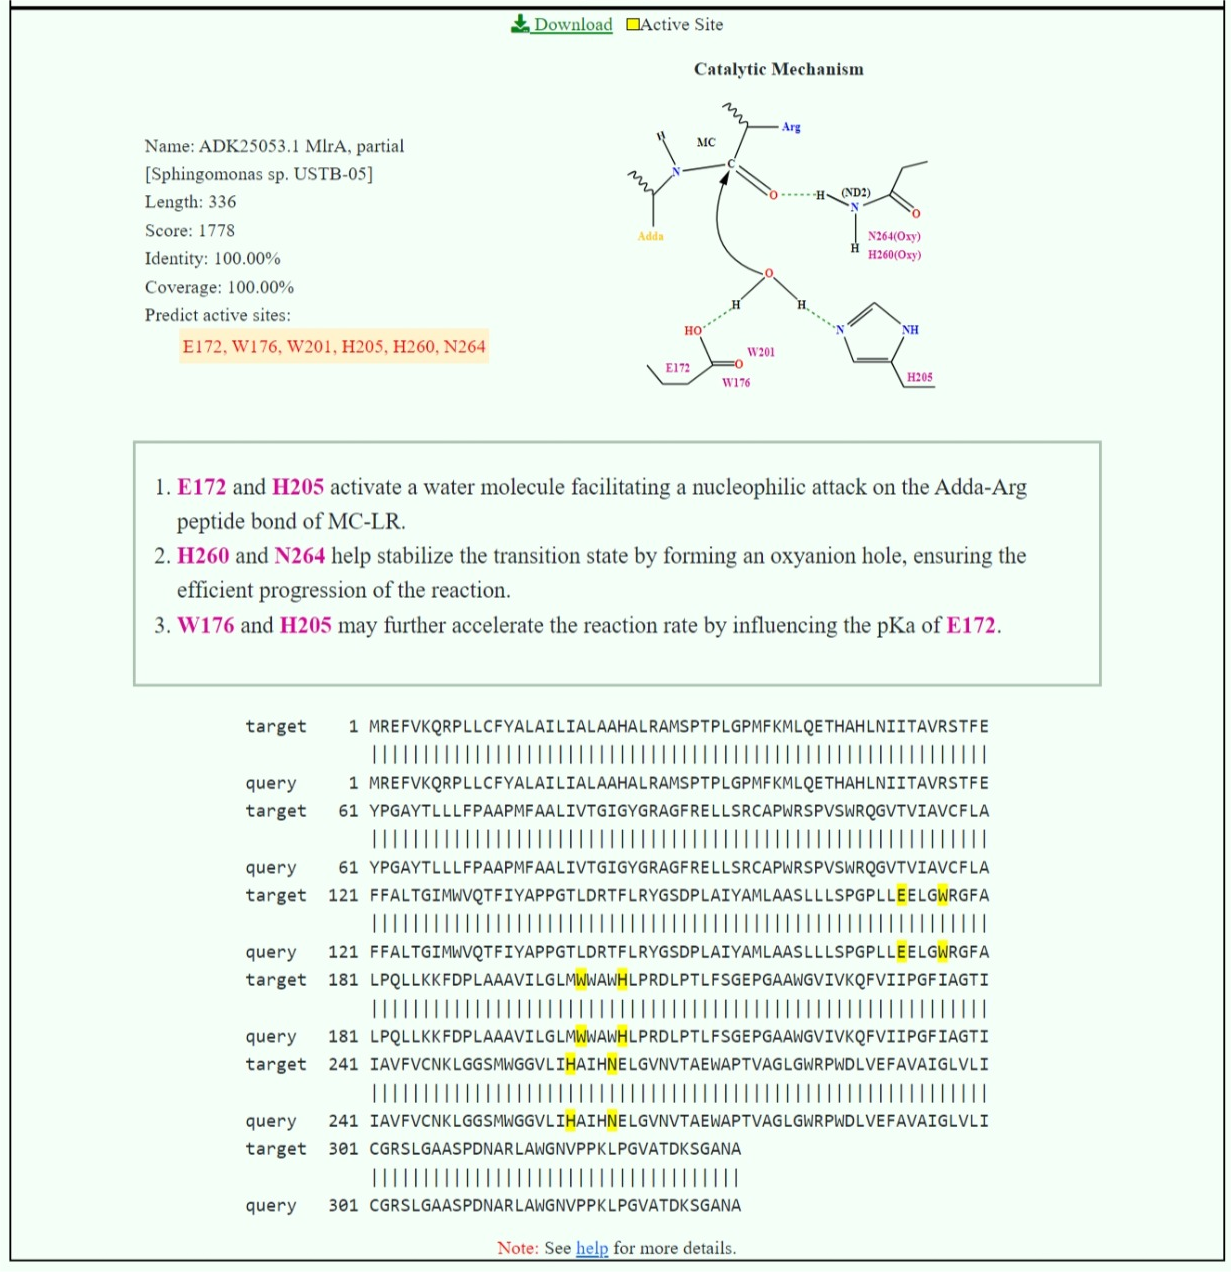 Download Active Site
Catalytic Mechanism
Name: ADK25053.1 MlrA, partial
[Sphingomonas sp. USTB-05]
Length: 336
Score: 1778
Identity: 100.00%
Coverage: 100.00%
Predict active sites:
E172, W176, W201, H205, H260, N264
Arg
H
MC
N
C
O
H
(ND2)
N
O
Adda
H
N264(Oxy)
H260(Oxy)
O
H
H
HO
N
NH
W201
E172
O
W176
H205
1. E172 and H205 activate a water molecule facilitating a nucleophilic attack on the Adda-Arg
peptide bond of MC-LR.
2. H260 and N264 help stabilize the transition state by forming an oxyanion hole, ensuring the
efficient progression of the reaction.
3. W176 and H205 may further accelerate the reaction rate by influencing the pKa of E172.
target 1 MREFVKQRPLLCFYALAILIALAAHALRAMSPTPLGPMFKMLQETHAHLNIITAVRSTFE
||||||||||||||||||||||||||||||||||||||||||||||||||||||||||||
query 1 MREFVKQRPLLCFYALAILIALAAHALRAMSPTPLGPMFKMLQETHAHLNIITAVRSTFE
target 61 YPGAYTLLLFPAAPMFAALIVTGIGYGRAGFRELLSRCAPWRSPVSWRQGVTVIAVCFLA
||||||||||||||||||||||||||||||||||||||||||||||||||||||||||||
query 61 YPGAYTLLLFPAAPMFAALIVTGIGYGRAGFRELLSRCAPWRSPVSWRQGVTVIAVCFLA
target 121 FFALTGIMWVQTFIYAPPGTLDRTFLRYGSDPLAIYAMLAASLLLSPGPLLEELGWRGFA
||||||||||||||||||||||||||||||||||||||||||||||||||||||||||||
query 121 FFALTGIMWVQTFIYAPPGTLDRTFLRYGSDPLAIYAMLAASLLLSPGPLLEELGWRGFA
target 181 LPQLLKKFDPLAAAVILGLMWWAWHLPRDLPTLFSGEPGAAWGVIVKQFVIIPGFIAGTI
||||||||||||||||||||||||||||||||||||||||||||||||||||||||||||
query 181 LPQLLKKFDPLAAAVILGLMWWAWHLPRDLPTLFSGEPGAAWGVIVKQFVIIPGFIAGTI
target 241 IAVFVCNKLGGSMWGGVLIHAIHNELGVNVTAEWAPTVAGLGWRPWDLVEFAVAIGLVLI
||||||||||||||||||||||||||||||||||||||||||||||||||||||||||||
query 241 IAVFVCNKLGGSMWGGVLIHAIHNELGVNVTAEWAPTVAGLGWRPWDLVEFAVAIGLVLI
target 301 CGRSLGAASPDNARLAWGNVPPKLPGVATDKSGANA
||||||||||||||||||||||||||||||||||||
query 301 CGRSLGAASPDNARLAWGNVPPKLPGVATDKSGANA
Note: See help for more details.